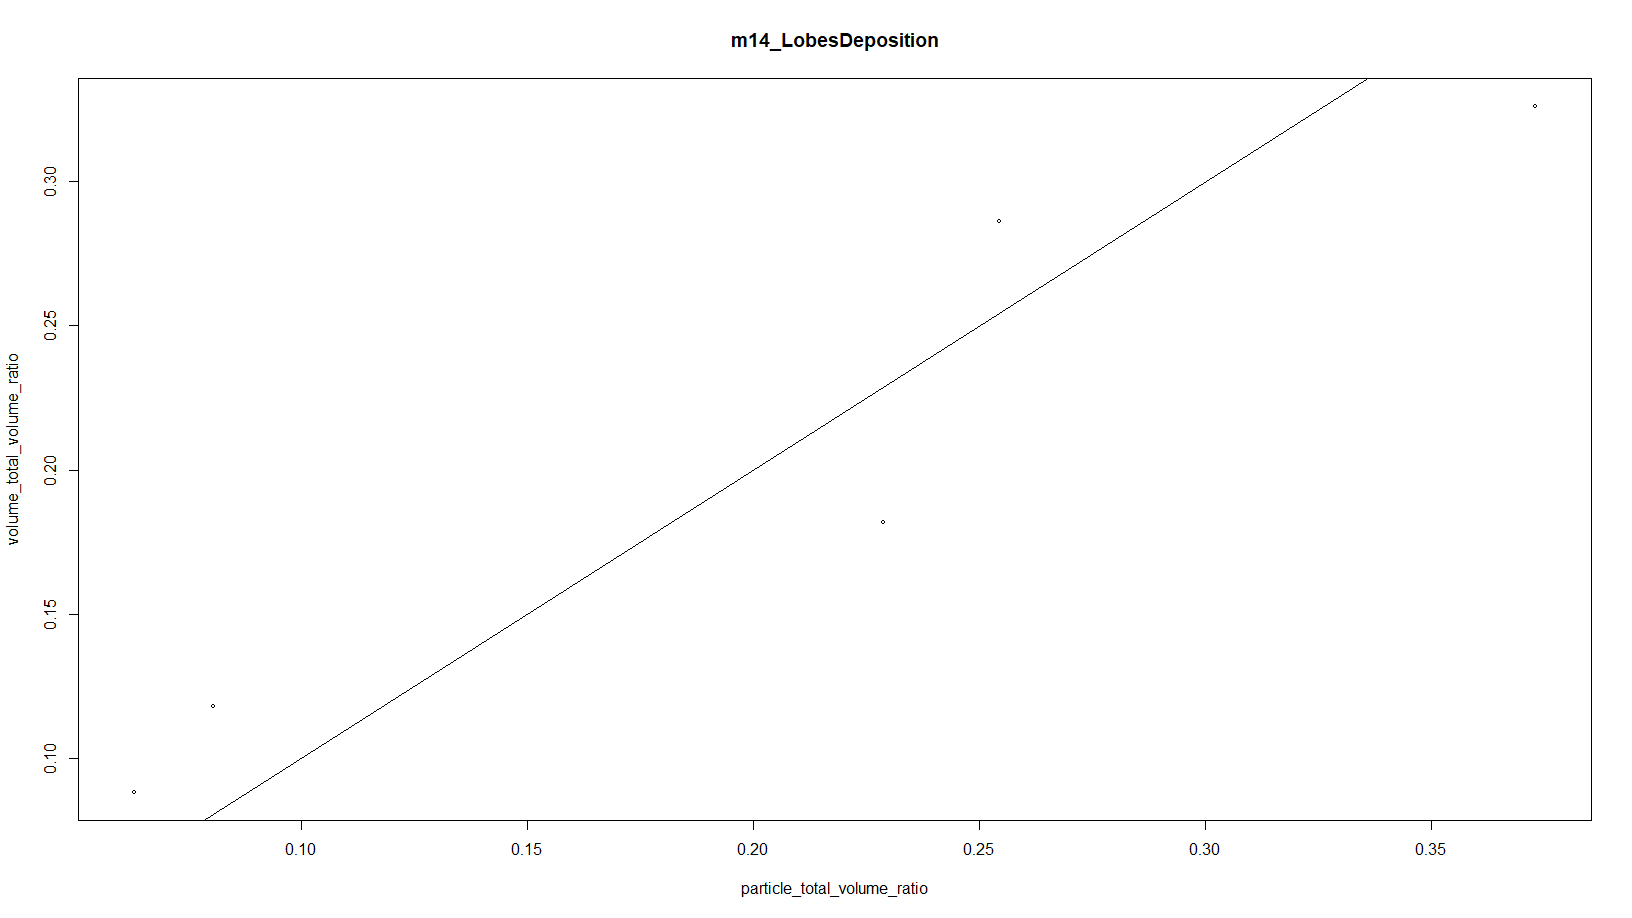 m14_LobesDeposition
volume_total_volume_ratio
0.30
0.25
0.20
0.15
0.10
0.10 0.15 0.20 0.25 0.30 0.35
particle_total_volume_ratio